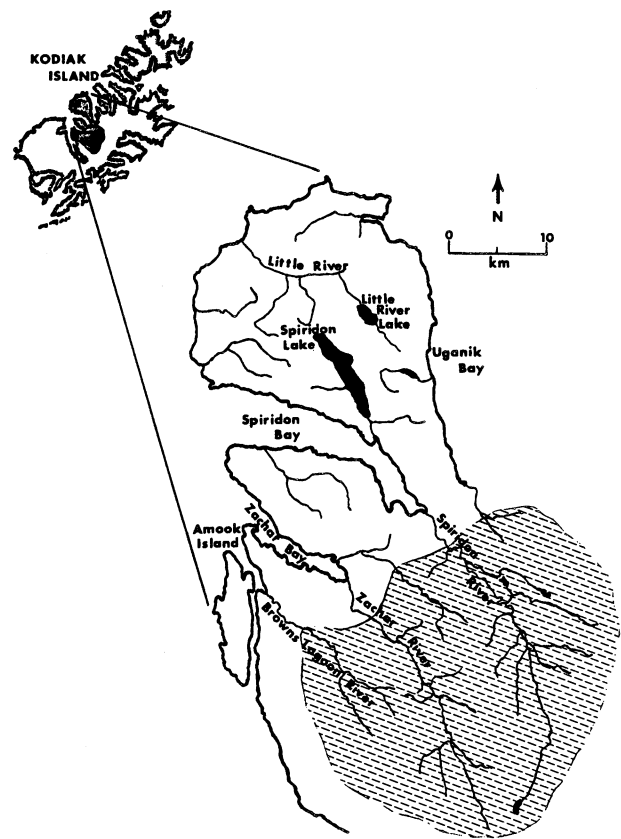 KODIAK
ISLAND
N
0 10
km
Little River
Little
River
Lake
Spiridon
Lake
Uganik
Bay
Spiridon
Bay
Amook
Island
Zachar Bay
Spiridon
River
Zachar River
Browns Lagoon River